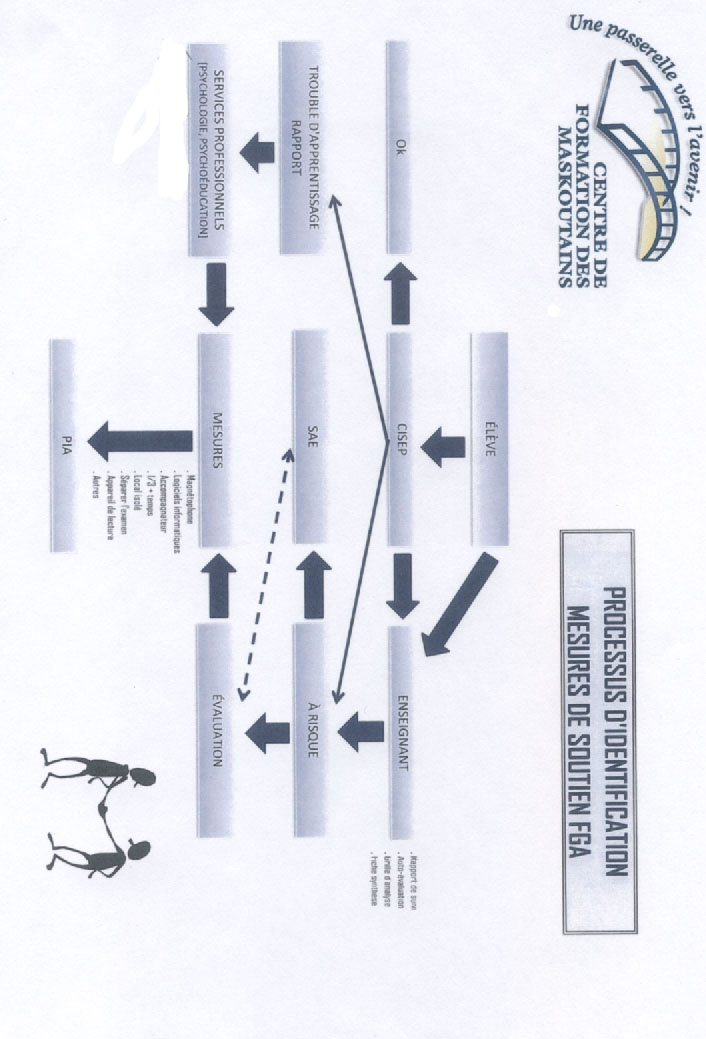 Une passerelle vers l'avenir !
CENTRE DE
FORMATION DES
MASKOUTAINS
PROCESSUS D'IDENTIFICATION
MESURES DE SOUTIEN FGA
ÉLÈVE
Ok
CISEP
ENSEIGNANT
. Rapport de suivi
. Auto-évaluation
. Grille d'analyse
. Fiche synthèse
TROUBLE D'APPRENTISSAGE
RAPPORT
SAE
À RISQUE
SERVICES PROFESSIONNELS
[PSYCHOLOGIE, PSYCHOÉDUCATION]
MESURES
ÉVALUATION
. Magnétophone
. Logiciels informatiques
. Accompagnateur
. 1/3 + temps
. Local isolé
. Séparer l'examen
. Appareil de lecture
. Autres
PIA